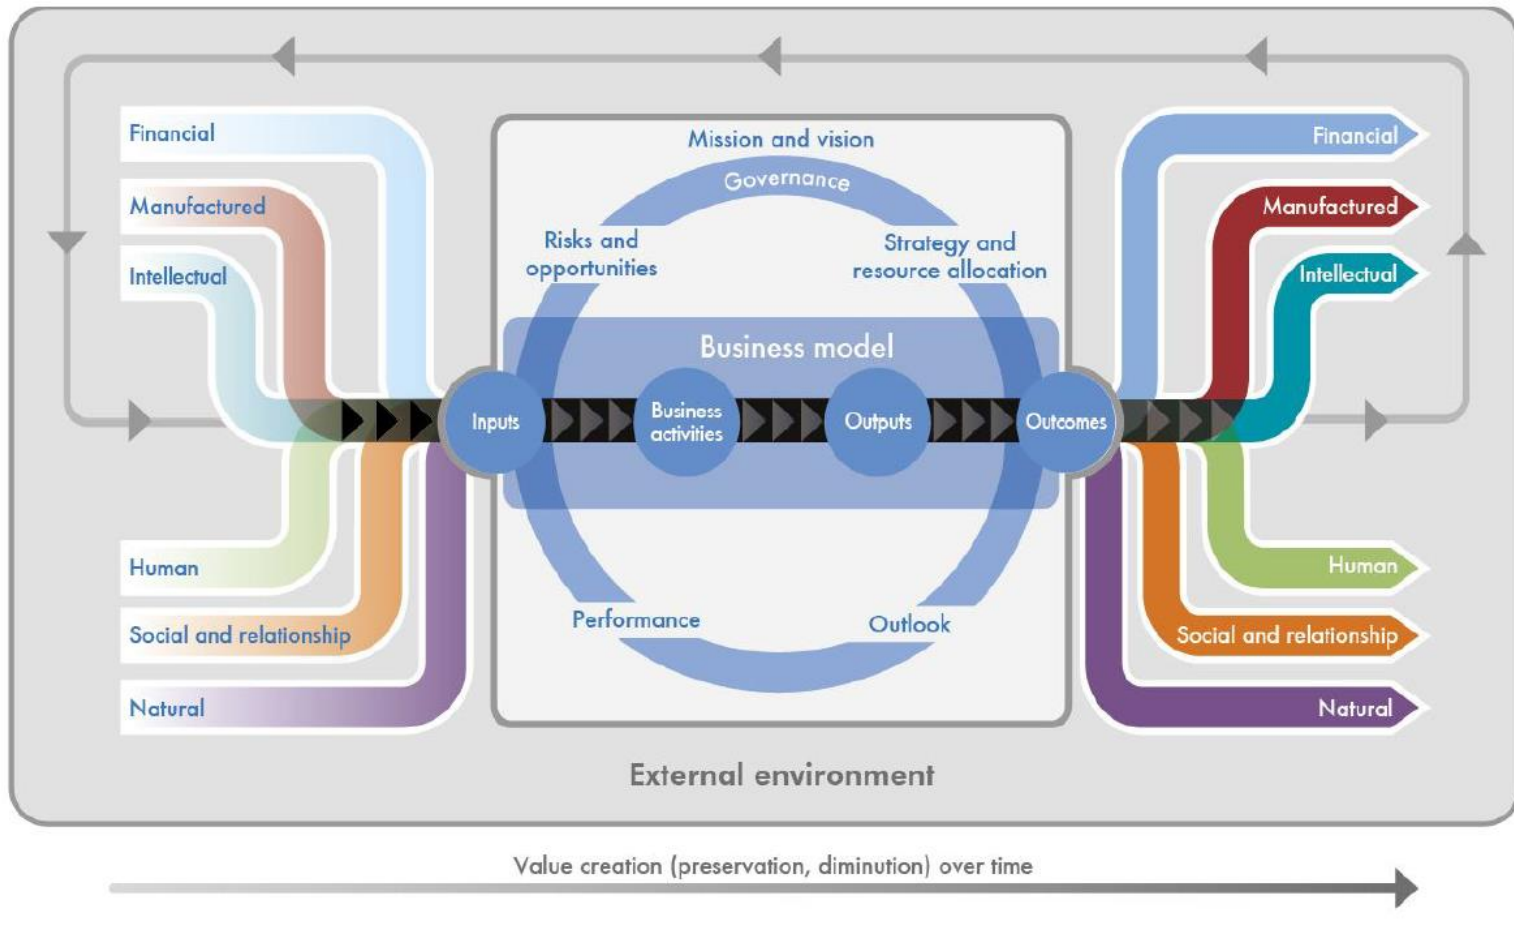 Financial
Manufactured
Intellectual
Human
Social and relationship
Natural
Mission and vision
Governance
Risks and
opportunities
Strategy and
resource allocation
Business model
Inputs
Business
activities
Outputs
Outcomes
Performance
Outlook
Financial
Manufactured
Intellectual
Human
Social and relationship
Natural
External environment
Value creation (preservation, diminution) over time